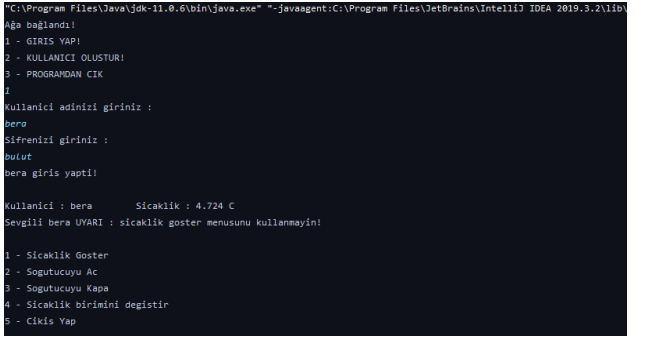 "C:\Program Files\Java\jdk-11.0.6\bin\java.exe" "-javaagent:C:\Program Files\JetBrains\IntelliJ IDEA 2019.3.2\lib\
Ağa bağlandı!
1 - GIRIS YAP!
2 - KULLANICI OLUSTUR!
3 - PROGRAMDAN CIK
1
Kullanici adinizi giriniz :
bera
Sifrenizi giriniz :
bulut
bera giris yapti!
Kullanici : bera Sicaklik : 4.724 C
Sevgili bera UYARI : sicaklik goster menusunu kullanmayin!
1 - Sicaklik Goster
2 - Sogutucuyu Ac
3 - Sogutucuyu Kapa
4 - Sicaklik birimini degistir
5 - Cikis Yap